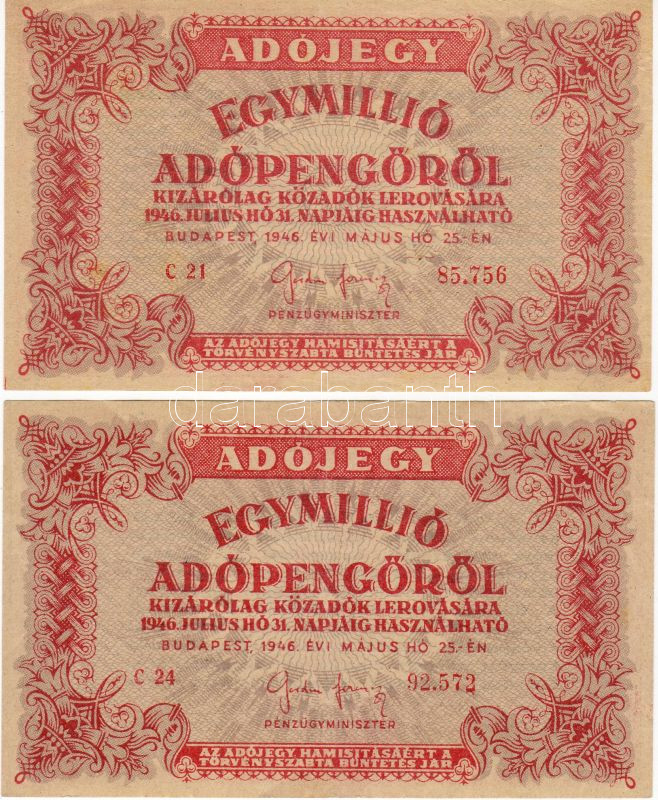 ADÓJEGY
EGYMILLIÓ
ADÓPENGŐRŐL
KIZÁRÓLAG KÖZADÓK LEROVÁSÁRA
1946. JULIUS HÓ 31. NAPJÁIG HASZNÁLHATÓ
BUDAPEST, 1946. ÉVI MÁJUS HÓ 25.-ÉN
C 21 85.756
PÉNZÜGYMINISZTER
AZ ADÓJEGY HAMISITÁSÁÉRT A
TÖRVÉNYSZABTA BÜNTETÉS JÁR
darabanth
ADÓJEGY
EGYMILLIÓ
ADÓPENGŐRŐL
KIZÁRÓLAG KÖZADÓK LEROVÁSÁRA
1946. JULIUS HÓ 31. NAPJÁIG HASZNÁLHATÓ
BUDAPEST, 1946. ÉVI MÁJUS HÓ 25.-ÉN
C 24 92.572
PÉNZÜGYMINISZTER
AZ ADÓJEGY HAMISITÁSÁÉRT A
TÖRVÉNYSZABTA BÜNTETÉS JÁR